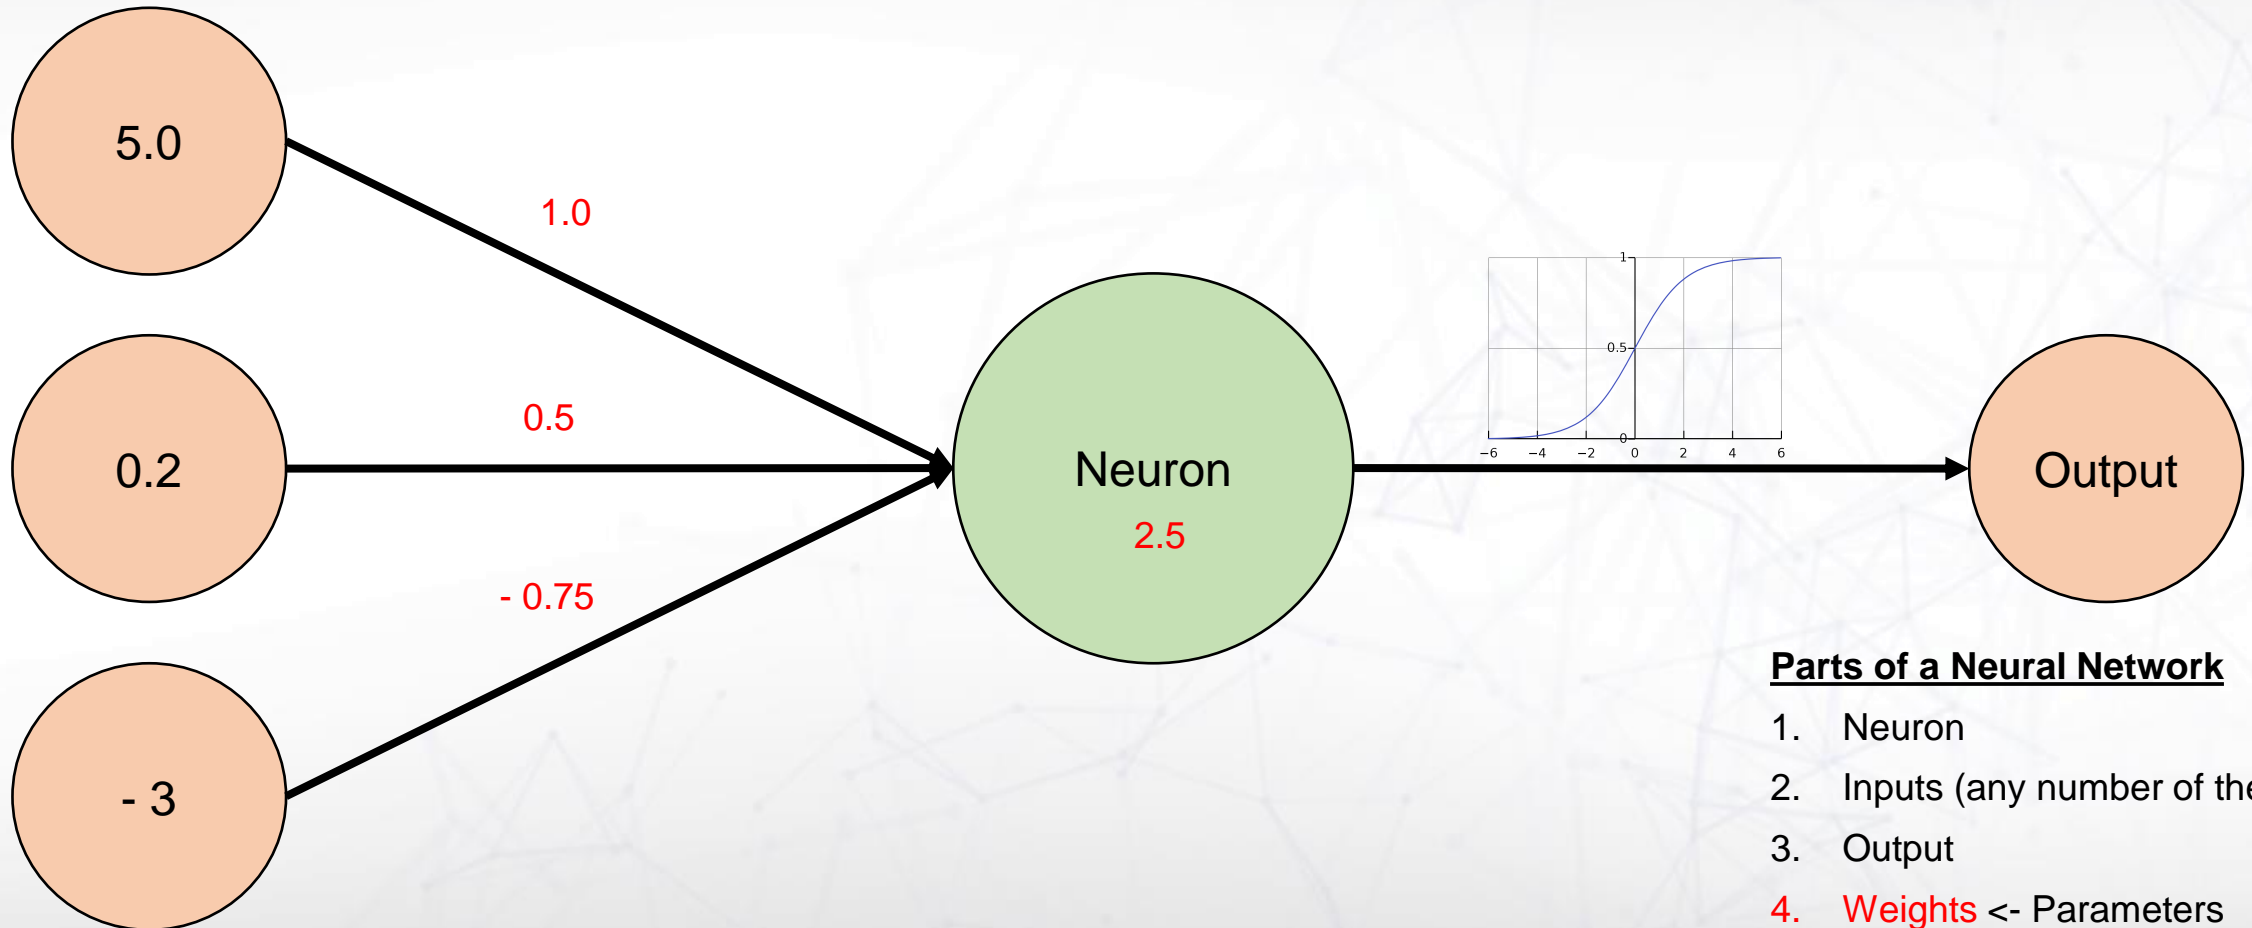 5.0
1.0
0.2
0.5
- 3
- 0.75
Neuron
2.5
1
0.5
0
−6 −4 −2 0 2 4 6
Output
Parts of a Neural Network
1. Neuron
2. Inputs (any number of
3. Output
4. Weights <- Parameters